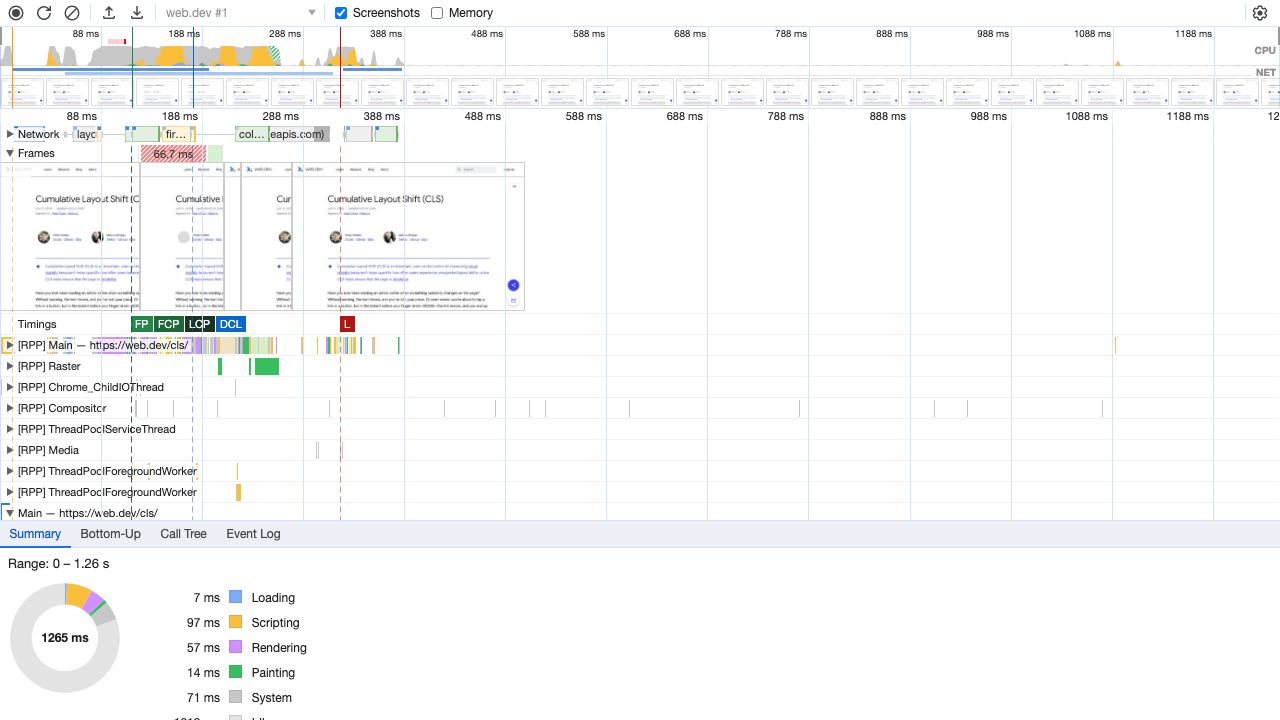 web.dev #1 Screenshots Memory
88 ms 188 ms 288 ms 388 ms 488 ms 588 ms 688 ms 788 ms 888 ms 988 ms 1088 ms 1188 ms
CPU
NET
88 ms 188 ms 288 ms 388 ms 488 ms 588 ms 688 ms 788 ms 888 ms 988 ms 1088 ms 1188 ms 12
Network layc fir… col… eapis.com)
Frames 66.7 ms
Cumulative Layout Shift (C Cumulative l Cur Cumulative Layout Shift (CLS)
Timings FP FCP LCP DCL L
[RPP] Main — https://web.dev/cls/
[RPP] Raster
[RPP] Chrome_ChildIOThread
[RPP] Compositor
[RPP] ThreadPoolServiceThread
[RPP] Media
[RPP] ThreadPoolForegroundWorker
[RPP] ThreadPoolForegroundWorker
Main — https://web.dev/cls/
Summary Bottom-Up Call Tree Event Log
Range: 0 – 1.26 s
1265 ms
7 ms Loading
97 ms Scripting
57 ms Rendering
14 ms Painting
71 ms System